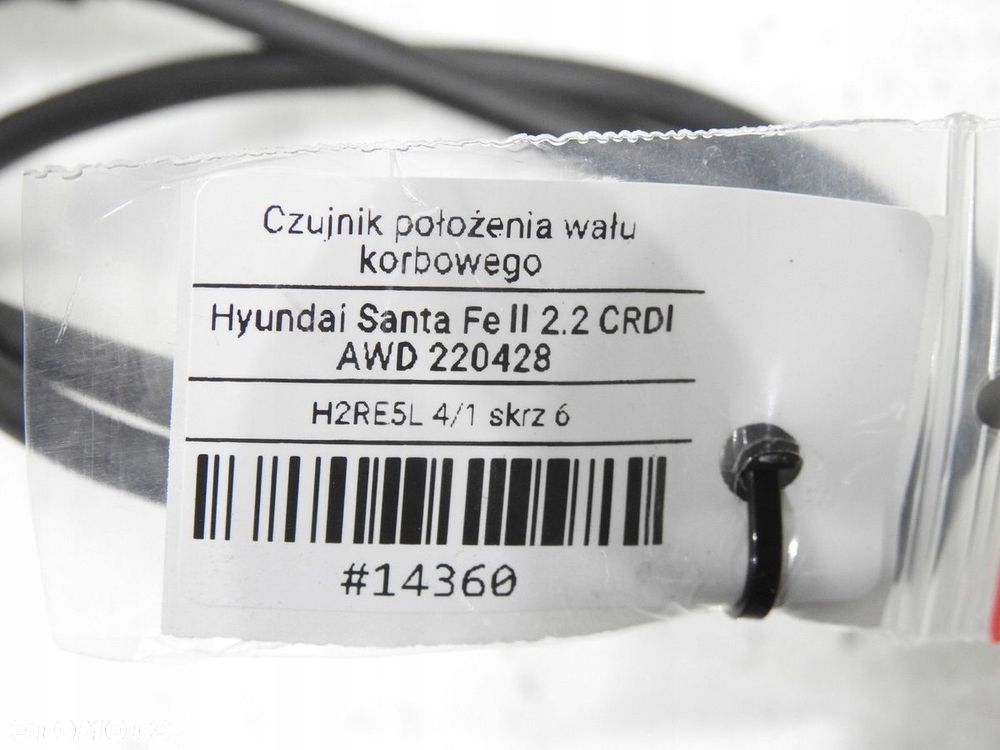 Czujnik położenia wału
korbowego
Hyundai Santa Fe II 2.2 CRDI
AWD 220428
H2RE5L 4/1 skrz 6
#14360
OTOMOTO